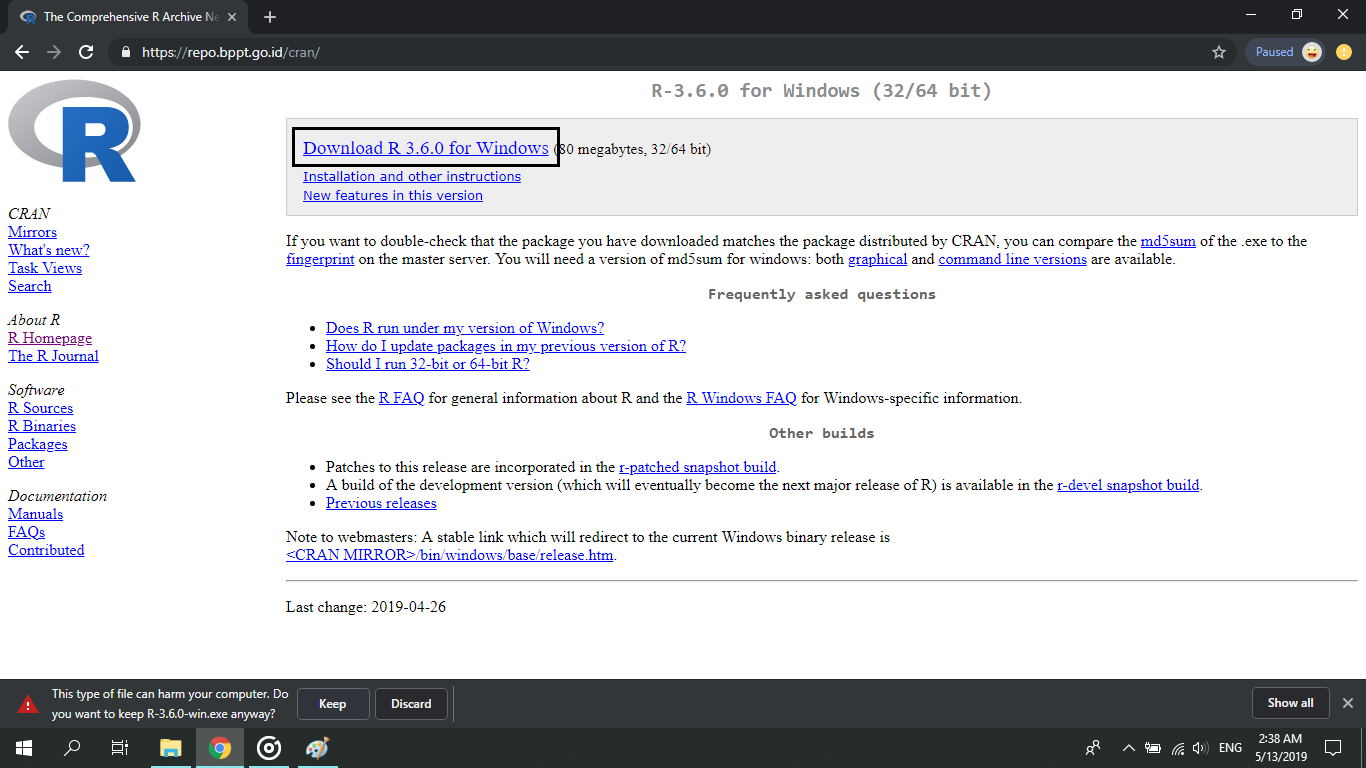 The Comprehensive R Archive Ne
https://repo.bppt.go.id/cran/
Paused
R
CRAN
Mirrors
What's new?
Task Views
Search
About R
R Homepage
The R Journal
Software
R Sources
R Binaries
Packages
Other
Documentation
Manuals
FAQs
Contributed
R-3.6.0 for Windows (32/64 bit)
Download R 3.6.0 for Windows (80 megabytes, 32/64 bit)
Installation and other instructions
New features in this version
If you want to double-check that the package you have downloaded matches the package distributed by CRAN, you can compare the md5sum of the .exe to the
fingerprint on the master server. You will need a version of md5sum for windows: both graphical and command line versions are available.
Frequently asked questions
• Does R run under my version of Windows?
• How do I update packages in my previous version of R?
• Should I run 32-bit or 64-bit R?
Please see the R FAQ for general information about R and the R Windows FAQ for Windows-specific information.
Other builds
• Patches to this release are incorporated in the r-patched snapshot build.
• A build of the development version (which will eventually become the next major release of R) is available in the r-devel snapshot build.
• Previous releases
Note to webmasters: A stable link which will redirect to the current Windows binary release is
<CRAN MIRROR>/bin/windows/base/release.htm.
Last change: 2019-04-26
This type of file can harm your computer. Do
you want to keep R-3.6.0-win.exe anyway?
Keep
Discard
Show all
ENG
2:38 AM
5/13/2019